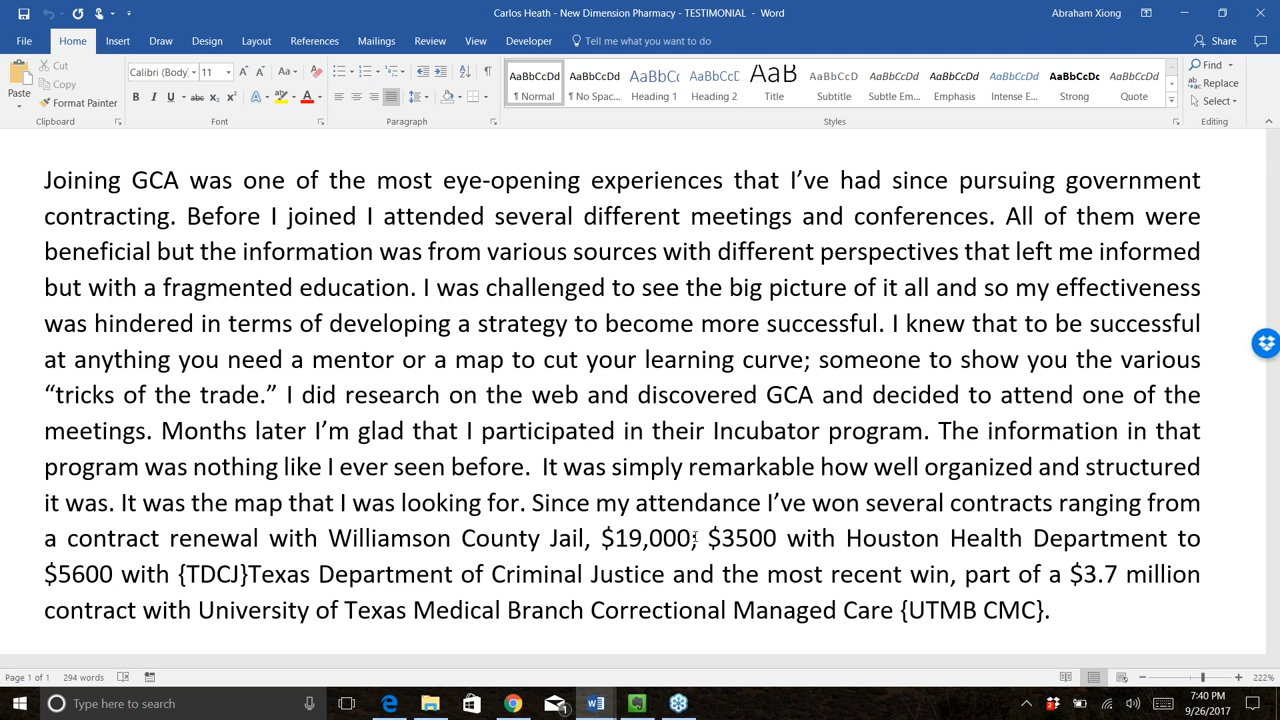 Carlos Heath - New Dimension Pharmacy - TESTIMONIAL - Word
Abraham Xiong
File Home Insert Draw Design Layout References Mailings Review View Developer Tell me what you want to do Share
Paste
Cut
Copy
Format Painter
Clipboard
Calibri (Body) 11
Font
Paragraph
AaBbCcDd AaBbCcDd AaBbC( AaBbCcD AaB AaBbCcD AaBbCcDd AaBbCcDd AaBbCcDd AaBbCcDc AaBbCcDd
¶ Normal ¶ No Spac... Heading 1 Heading 2 Title Subtitle Subtle Em... Emphasis Intense E... Strong Quote
Styles
Find
Replace
Select
Editing
Joining GCA was one of the most eye-opening experiences that I’ve had since pursuing government
contracting. Before I joined I attended several different meetings and conferences. All of them were
beneficial but the information was from various sources with different perspectives that left me informed
but with a fragmented education. I was challenged to see the big picture of it all and so my effectiveness
was hindered in terms of developing a strategy to become more successful. I knew that to be successful
at anything you need a mentor or a map to cut your learning curve; someone to show you the various
“tricks of the trade.” I did research on the web and discovered GCA and decided to attend one of the
meetings. Months later I’m glad that I participated in their Incubator program. The information in that
program was nothing like I ever seen before. It was simply remarkable how well organized and structured
it was. It was the map that I was looking for. Since my attendance I’ve won several contracts ranging from
a contract renewal with Williamson County Jail, $19,000; $3500 with Houston Health Department to
$5600 with {TDCJ}Texas Department of Criminal Justice and the most recent win, part of a $3.7 million
contract with University of Texas Medical Branch Correctional Managed Care {UTMB CMC}.
Page 1 of 1 294 words 222%
Type here to search
7:40 PM
9/26/2017